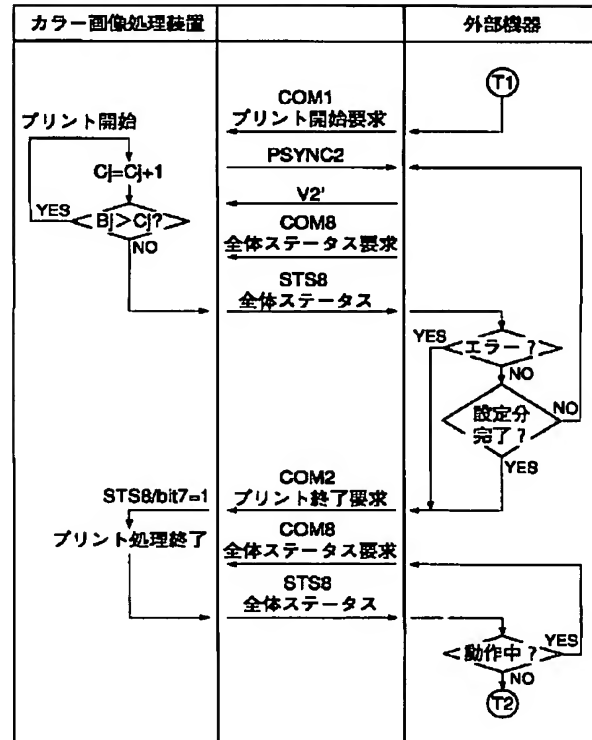 カラー画像処理装置
外部機器
T1
COM1
プリント開始要求
プリント開始
PSYNC2
Cj=Cj+1
V2'
YES
Bj>Cj?
COM8
全体ステータス要求
NO
STS8
全体ステータス
YES
エラー?
NO
設定分
完了?
NO
YES
COM2
プリント終了要求
STS8/bit7=1
プリント処理終了
COM8
全体ステータス要求
STS8
全体ステータス
動作中?
YES
NO
T2